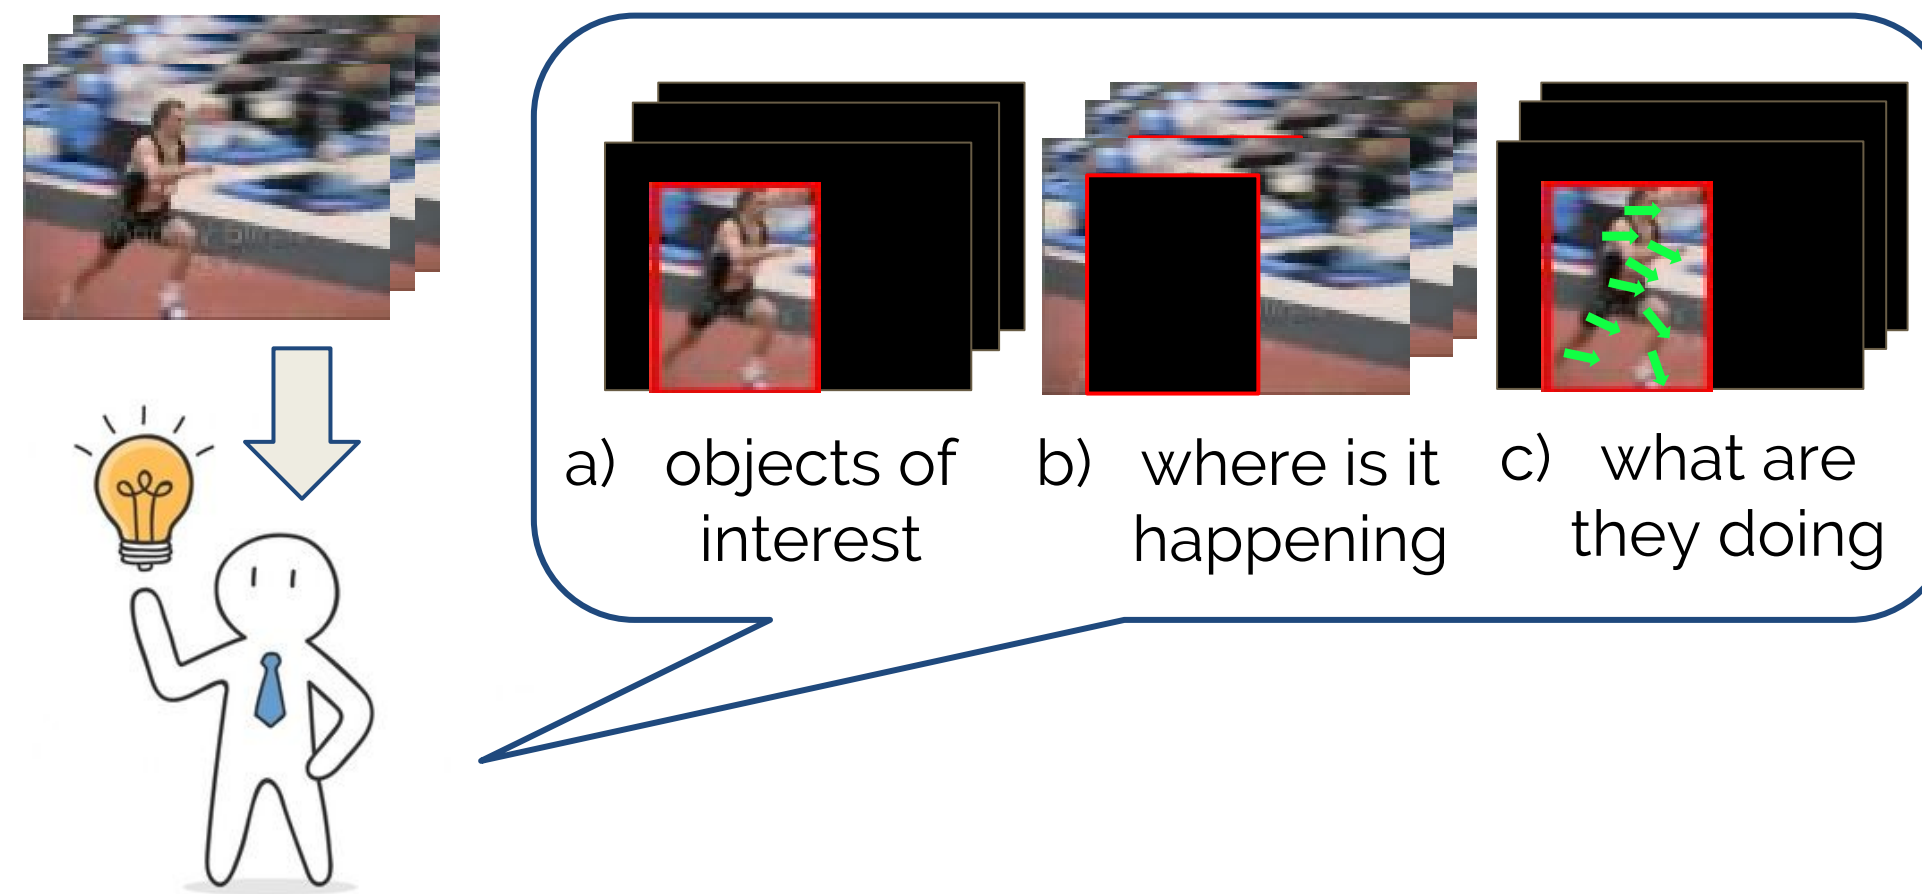 a) objects of
interest
b) where is it
happening
c) what are
they doing